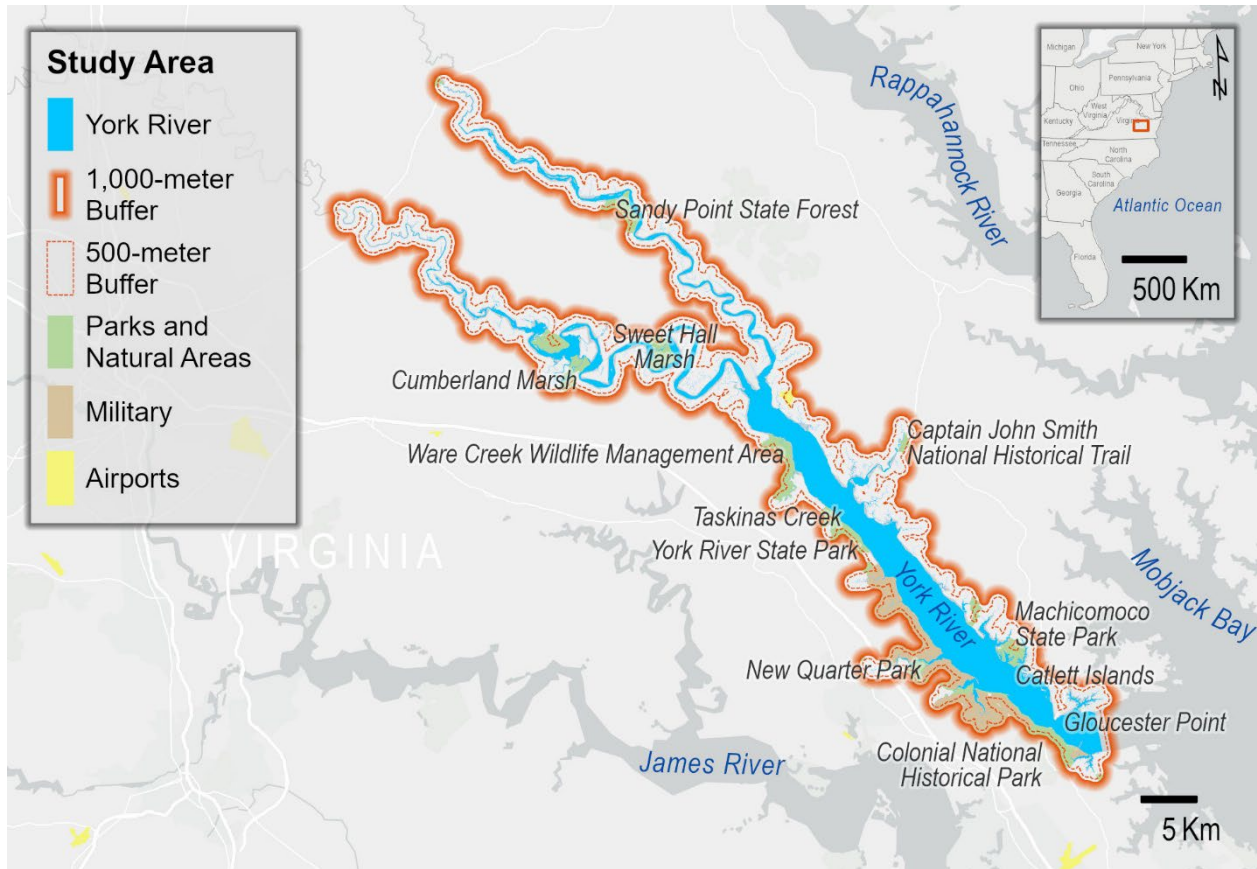 Study Area
York River
1,000-meter
Buffer
500-meter
Buffer
Parks and
Natural Areas
Military
Airports
Michigan
New York
Pennsylvania
Ohio
West
Virginia
Virginia
Kentucky
Tennessee
North
Carolina
South
Carolina
Georgia
Florida
Atlantic Ocean
500 Km
N
Rappahannock
River
Sandy Point State Forest
Sweet Hall
Marsh
Cumberland Marsh
Captain John Smith
National Historical Trail
Ware Creek Wildlife Management Area
Taskinas Creek
York River State Park
VIRGINIA
York River
Mobjack Bay
Machicomoco
State Park
New Quarter Park
Catlett Islands
Gloucester Point
Colonial National
Historical Park
James River
5 Km